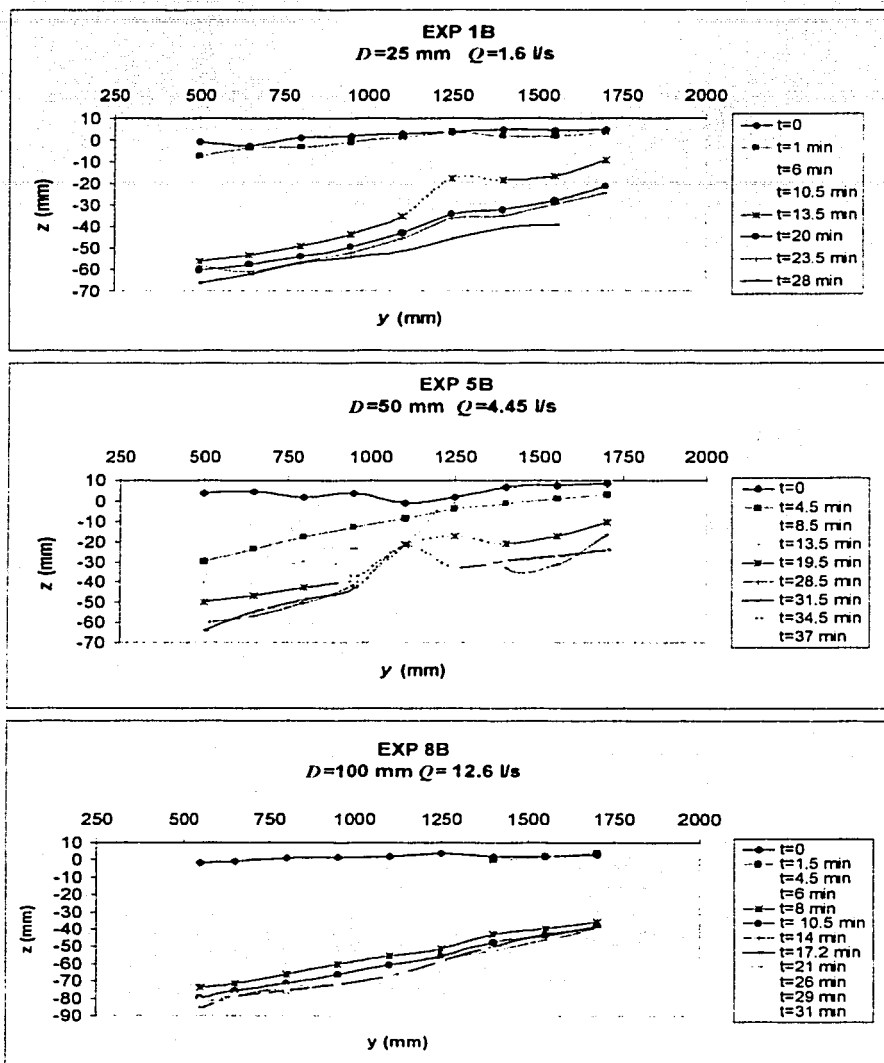 EXP 1B
D=25 mm Q=1.6 l/s
250 500 750 1000 1250 1500 1750 2000
10
0
-10
-20
-30
-40
-50
-60
-70
z (mm)
y (mm)
t=0
t=1 min
t=6 min
t=10.5 min
t=13.5 min
t=20 min
t=23.5 min
t=28 min
EXP 5B
D=50 mm Q=4.45 l/s
250 500 750 1000 1250 1500 1750 2000
10
0
-10
-20
-30
-40
-50
-60
-70
z (mm)
y (mm)
t=0
t=4.5 min
t=8.5 min
t=13.5 min
t=19.5 min
t=28.5 min
t=31.5 min
t=34.5 min
t=37 min
EXP 8B
D=100 mm Q= 12.6 l/s
250 500 750 1000 1250 1500 1750 2000
10
0
-10
-20
-30
-40
-50
-60
-70
-80
-90
z (mm)
y (mm)
t=0
t=1.5 min
t=4.5 min
t=6 min
t=8 min
t= 10.5 min
t=14 min
t=17.2 min
t=21 min
t=26 min
t=29 min
t=31 min